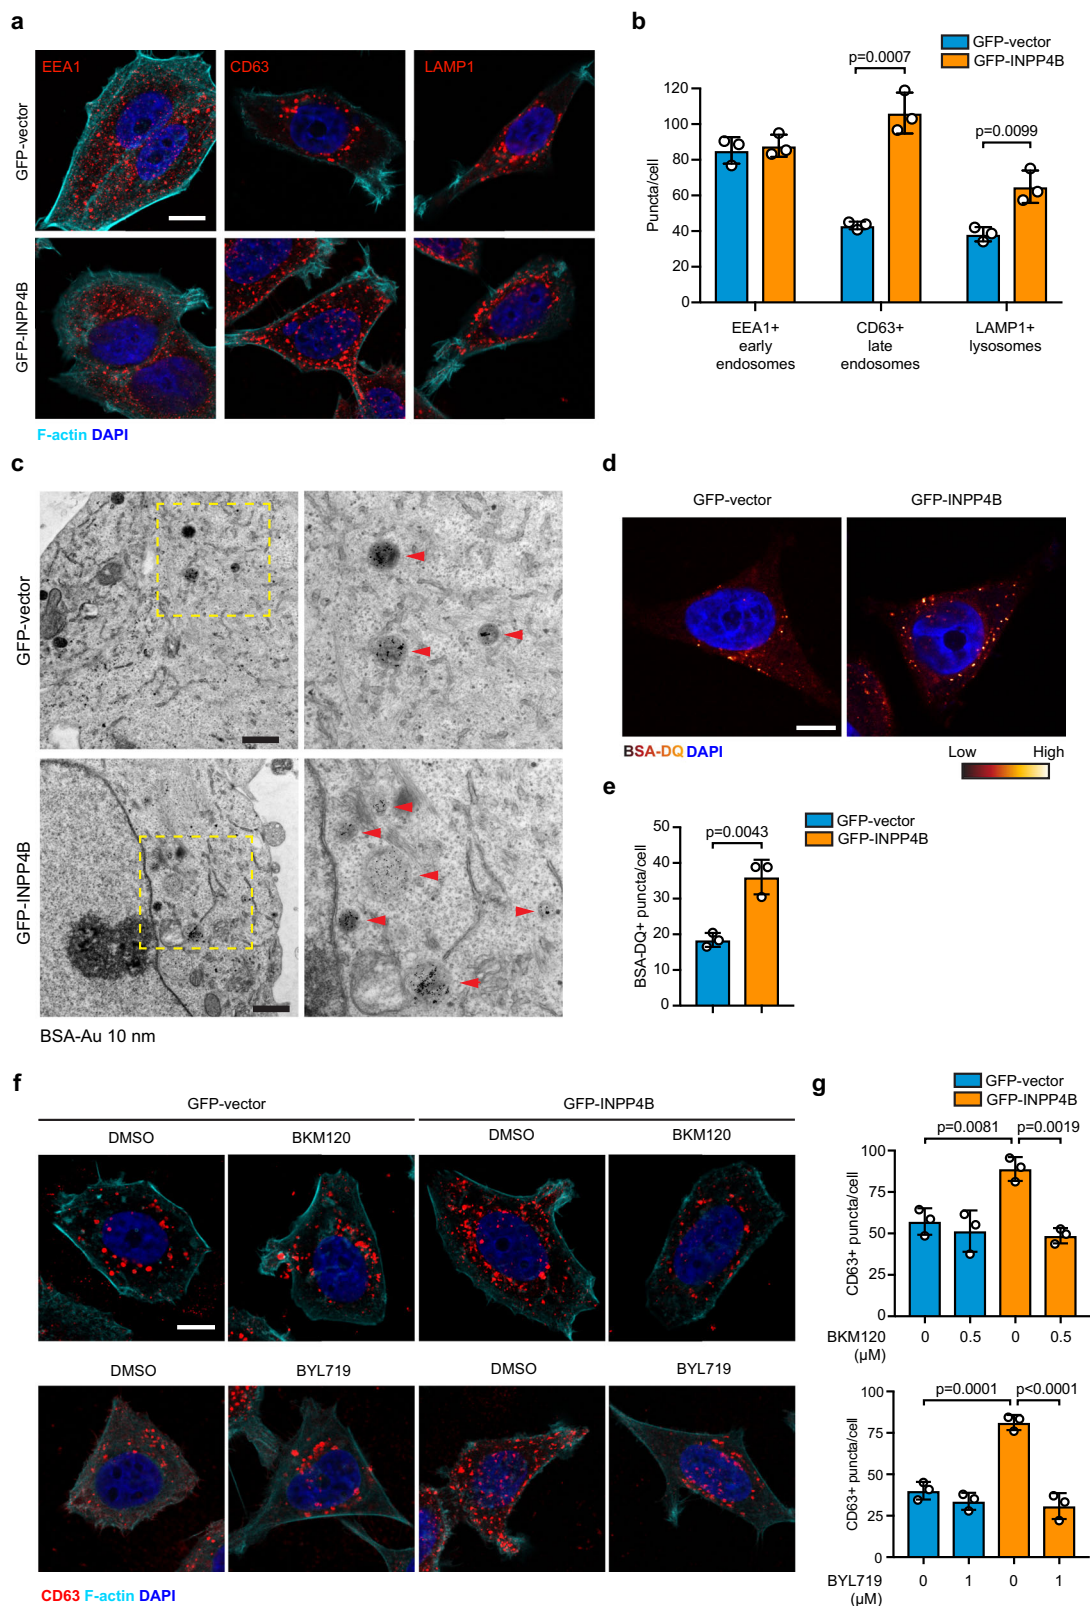 a
EEA1
CD63
LAMP1
GFP-vector
GFP-INPP4B
F-actin DAPI
b
GFP-vector
GFP-INPP4B
p=0.0007
p=0.0099
Puncta/cell
120
100
80
60
40
20
0
EEA1+
early
endosomes
CD63+
late
endosomes
LAMP1+
lysosomes
c
GFP-vector
GFP-INPP4B
BSA-Au 10 nm
d
GFP-vector
GFP-INPP4B
BSA-DQ DAPI
Low
High
e
GFP-vector
GFP-INPP4B
p=0.0043
BSA-DQ+ puncta/cell
50
40
30
20
10
0
f
GFP-vector
GFP-INPP4B
DMSO
BKM120
DMSO
BKM120
DMSO
BYL719
DMSO
BYL719
CD63 F-actin DAPI
g
GFP-vector
GFP-INPP4B
p=0.0081
p=0.0019
CD63+ puncta/cell
100
75
50
25
0
BKM120
(µM)
0
0.5
0
0.5
p=0.0001
p<0.0001
CD63+ puncta/cell
100
75
50
25
0
BYL719
(µM)
0
1
0
1